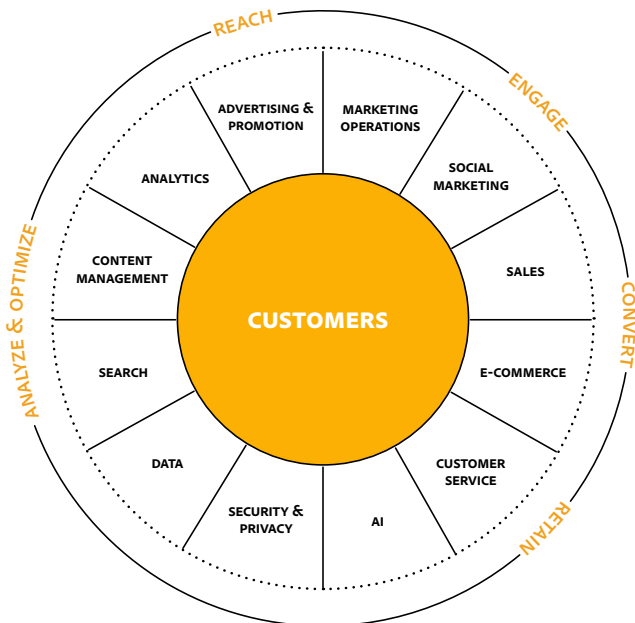 REACH
ENGAGE
CONVERT
RETAIN
ANALYZE & OPTIMIZE
ADVERTISING &
PROMOTION
MARKETING
OPERATIONS
SOCIAL
MARKETING
SALES
E-COMMERCE
CUSTOMER
SERVICE
AI
SECURITY &
PRIVACY
DATA
SEARCH
CONTENT
MANAGEMENT
ANALYTICS
CUSTOMERS